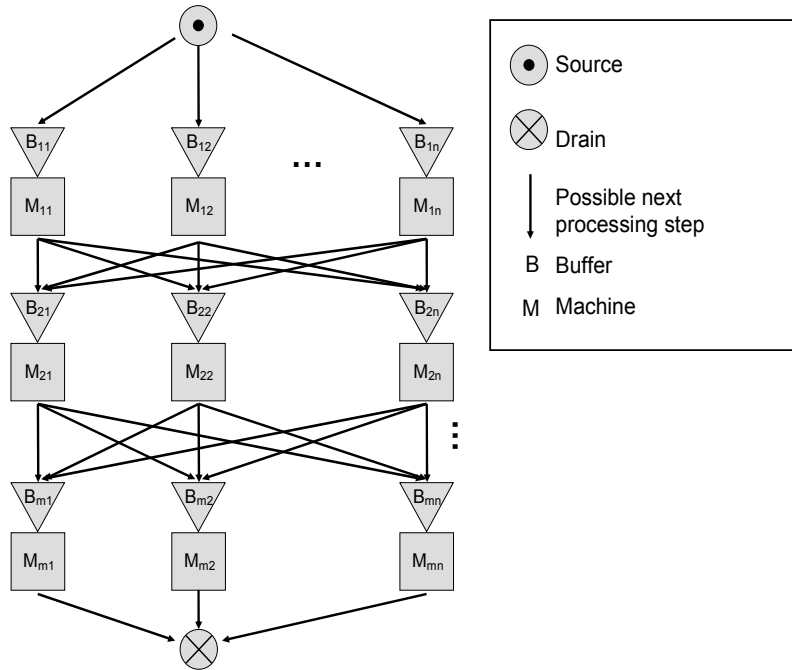 Source
B11 B12 B1n
...
Drain
M11 M12 M1n
Possible next
processing step
B Buffer
B21 B22 B2n
M Machine
M21 M22 M2n
...
Bm1 Bm2 Bmn
Mm1 Mm2 Mmn